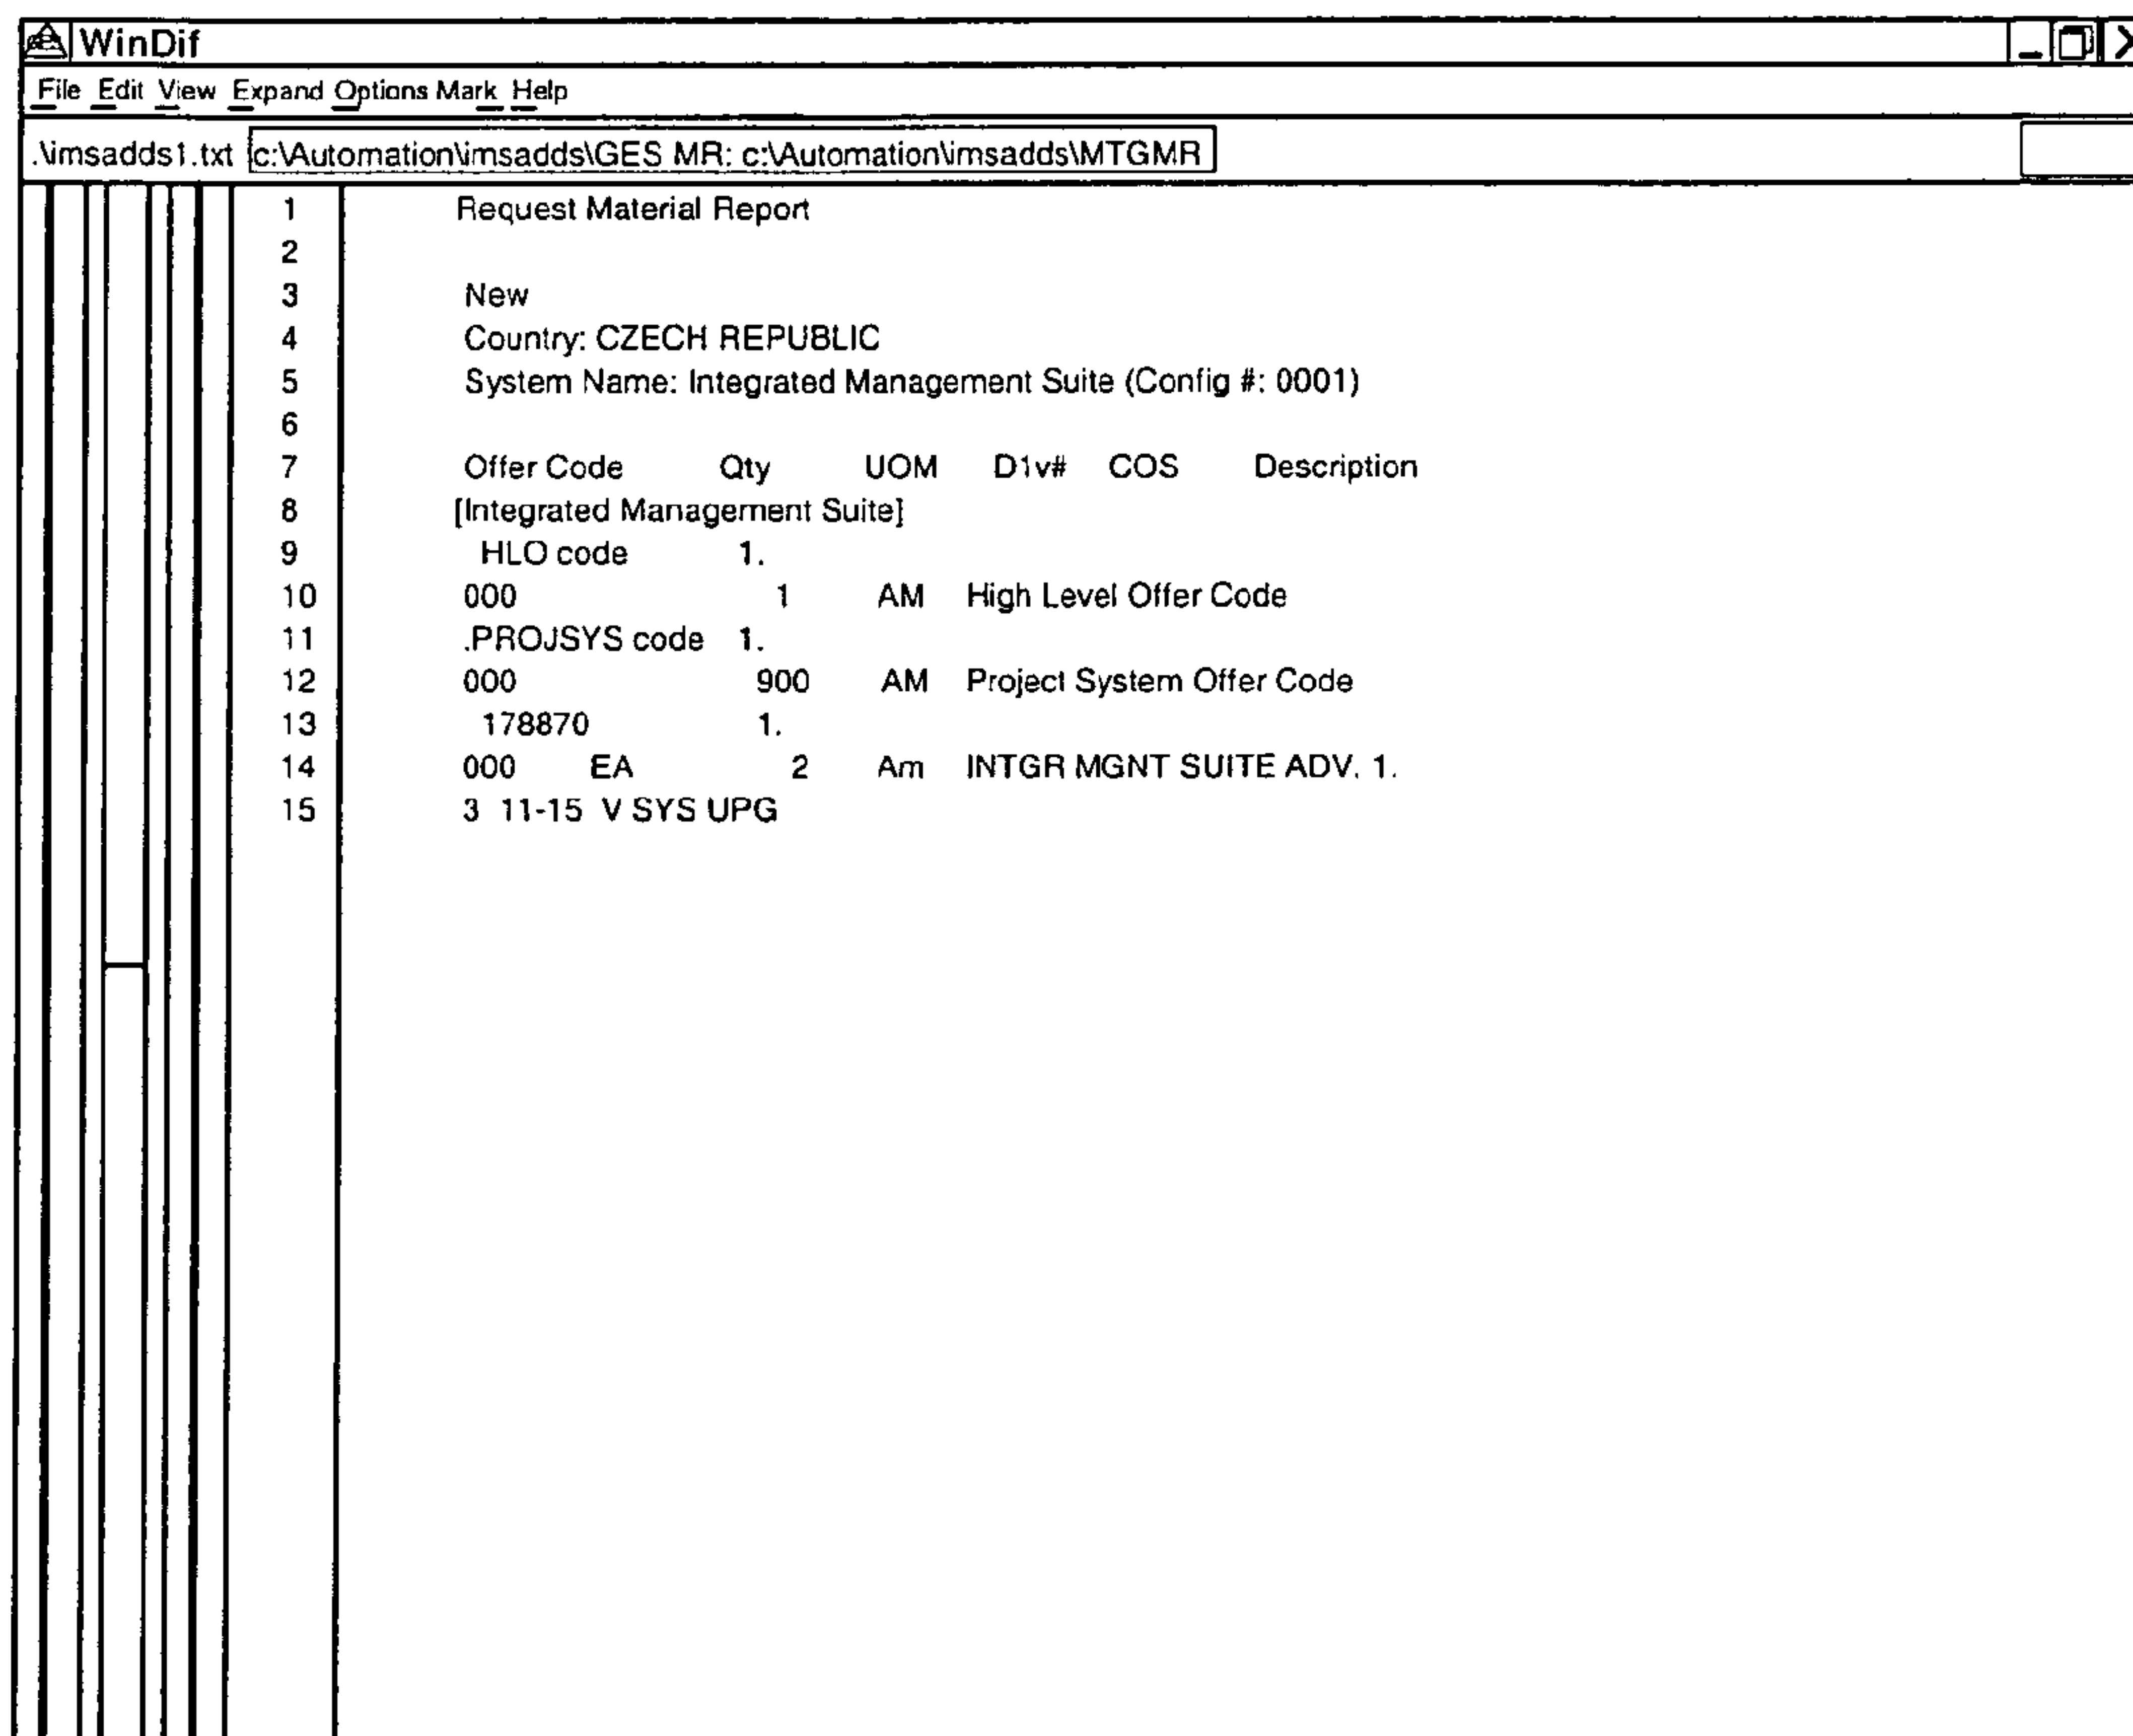 WinDif
File Edit View Expand Options Mark Help
.\imsadds1.txt c:\Automation\imsadds\GES MR: c:\Automation\imsadds\MTGMR
1 Request Material Report
2
3 New
4 Country: CZECH REPUBLIC
5 System Name: Integrated Management Suite (Config #: 0001)
6
7 Offer Code Qty UOM D1v# COS Description
8 [Integrated Management Suite]
9 HLO code 1.
10 000 1 AM High Level Offer Code
11 .PROJSYS code 1.
12 000 900 AM Project System Offer Code
13 178870 1.
14 000 EA 2 Am INTGR MGNT SUITE ADV. 1.
15 3 11-15 V SYS UPG